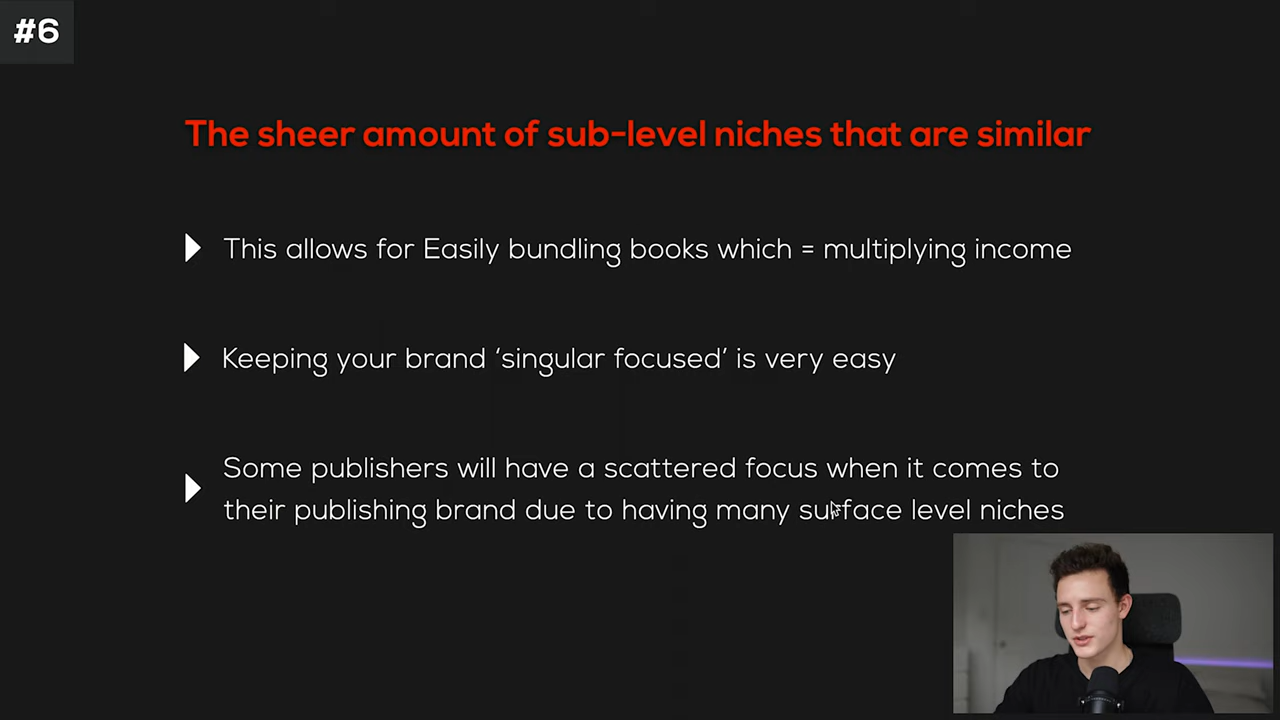 #6
The sheer amount of sub-level niches that are similar
This allows for Easily bundling books which = multiplying income
Keeping your brand ‘singular focused’ is very easy
Some publishers will have a scattered focus when it comes to
their publishing brand due to having many surface level niches